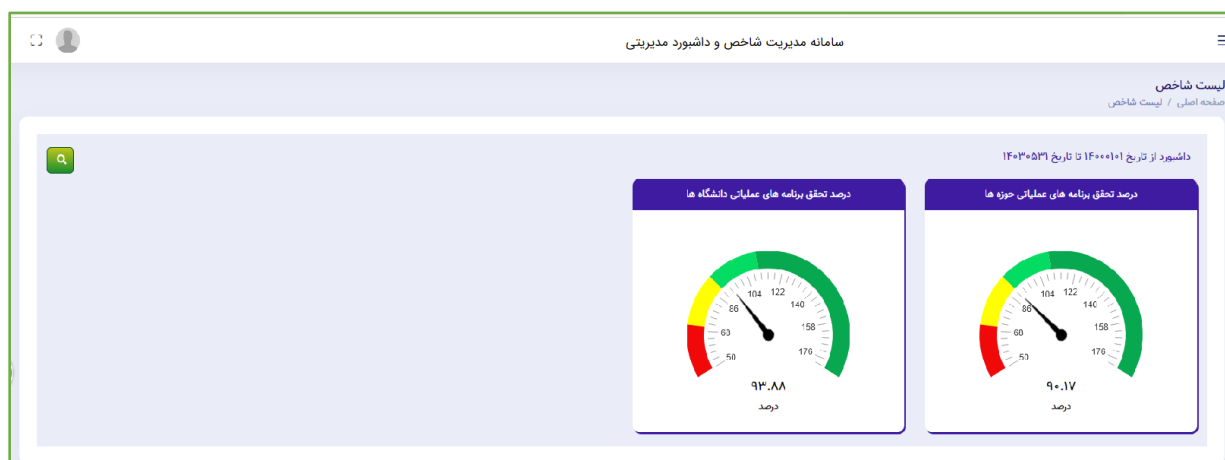 سامانه مدیریت شاخص و داشبورد مدیریتی
لیست شاخص
صفحه اصلی / لیست شاخص
داشبورد از تاریخ ۱۴۰۰۰۱۰۱ تا تاریخ ۱۴۰۳۰۵۳۱
درصد تحقق برنامه های عملیاتی حوزه ها
50
68
86
104
122
140
158
176
۹۰.۱۷
درصد
درصد تحقق برنامه های عملیاتی دانشگاه ها
50
68
86
104
122
140
158
176
۹۳.۸۸
درصد